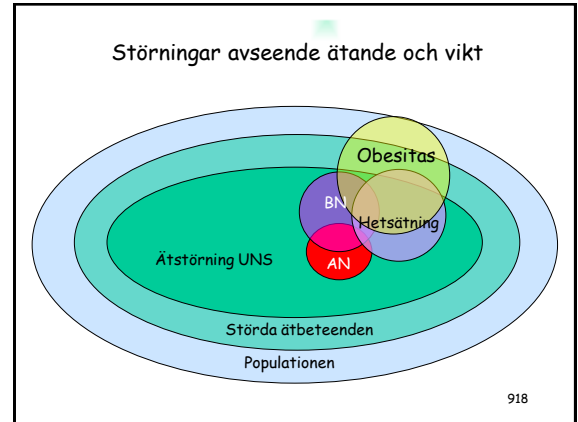 Störningar avseende ätande och vikt
Obesitas
BN
Hetsätning
Ätstörning UNS
AN
Störda ätbeteenden
Populationen
918